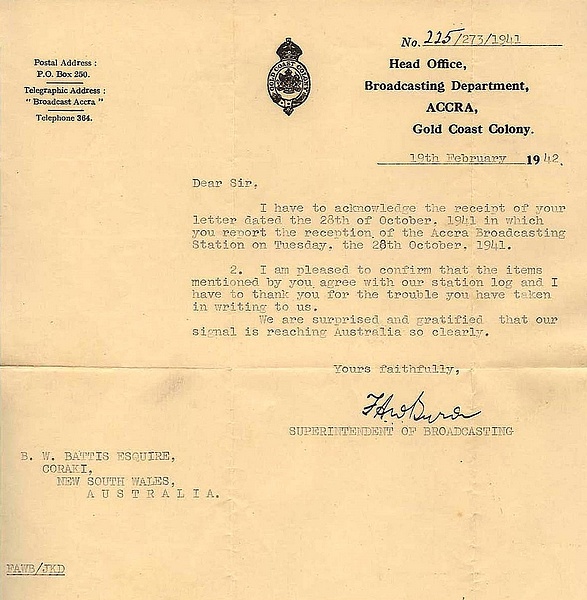 Postal Address :
P.O. Box 250.
Telegraphic Address :
" Broadcast Accra "
Telephone 364.
GOLD COAST COLONY
No. 225/273/1941
Head Office,
Broadcasting Department,
ACCRA,
Gold Coast Colony.
19th February 1942.
Dear Sir,
I have to acknowledge the receipt of your
letter dated the 28th of October, 1941 in which
you report the reception of the Accra Broadcasting
Station on Tuesday, the 28th October, 1941.
2. I am pleased to confirm that the items
mentioned by you agree with our station log and I
have to thank you for the trouble you have taken
in writing to us.
We are surprised and gratified that our
signal is reaching Australia so clearly.
Yours faithfully,
SUPERINTENDENT OF BROADCASTING
B. W. BATTIS ESQUIRE,
CORAKI,
NEW SOUTH WALES,
A U S T R A L I A.
FAWB/JKD